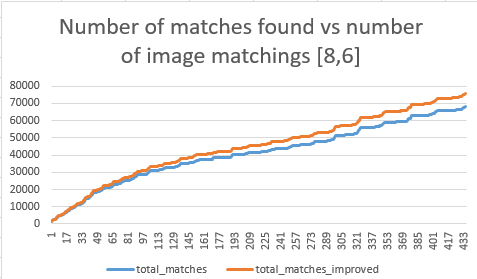 Number of matches found vs number
of image matchings [8,6]
80000
70000
60000
50000
40000
30000
20000
10000
0
1 17 33 49 65 81 97 113 129 145 161 177 193 209 225 241 257 273 289 305 321 337 353 369 385 401 417 433
total_matches total_matches_improved